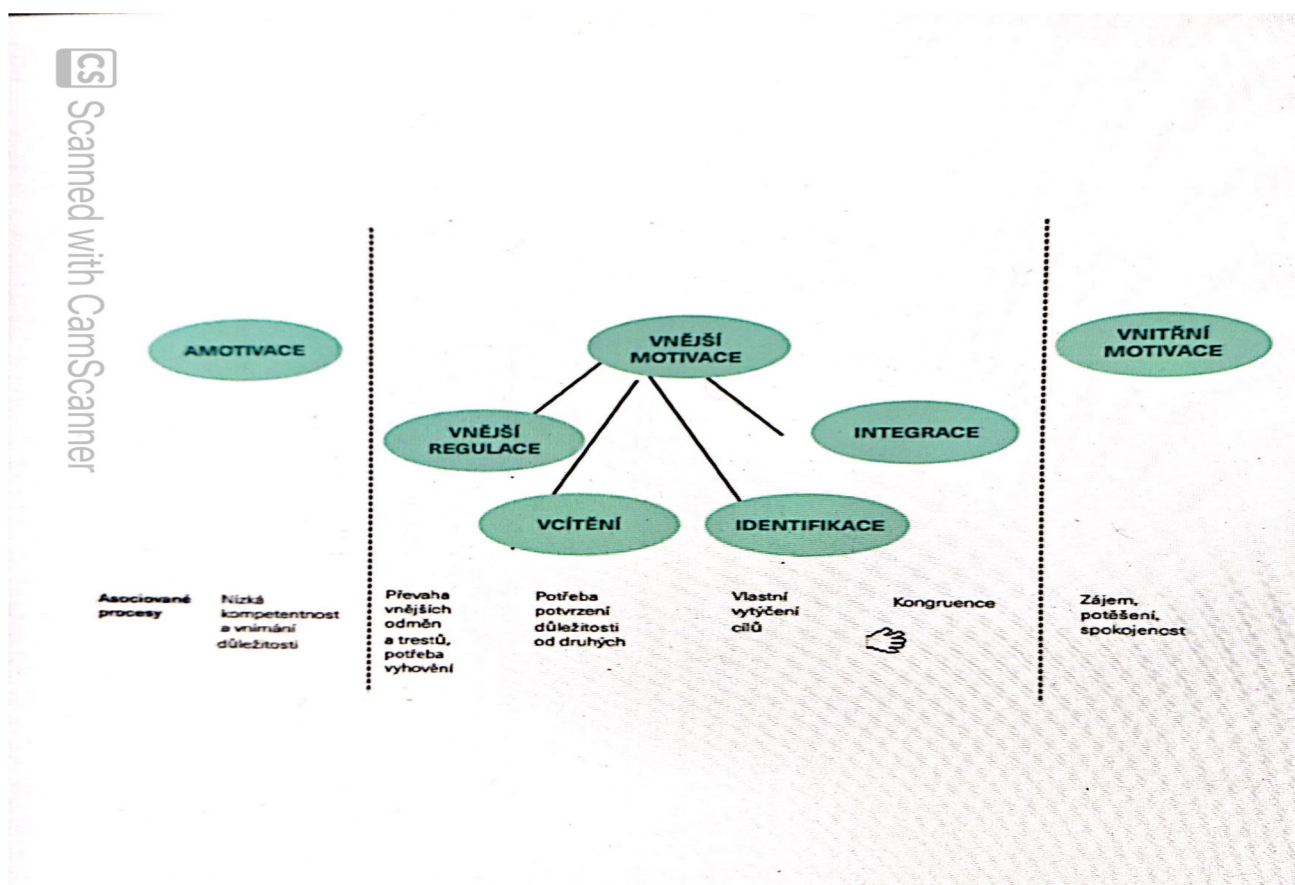 CS Scanned with CamScanner
AMOTIVACE
VNĚJŠÍ
MOTIVACE
VNITŘNÍ
MOTIVACE
VNĚJŠÍ
REGULACE
INTEGRACE
VCÍTĚNÍ
IDENTIFIKACE
Asociované
procesy
Nízká
kompetentnost
a vnímání
důležitosti
Převaha
vnějších
odměn
a trestů,
potřeba
vyhovění
Potřeba
potvrzení
důležitosti
od druhých
Vlastní
vytýčení
cílů
Kongruence
Zájem,
potěšení,
spokojenost